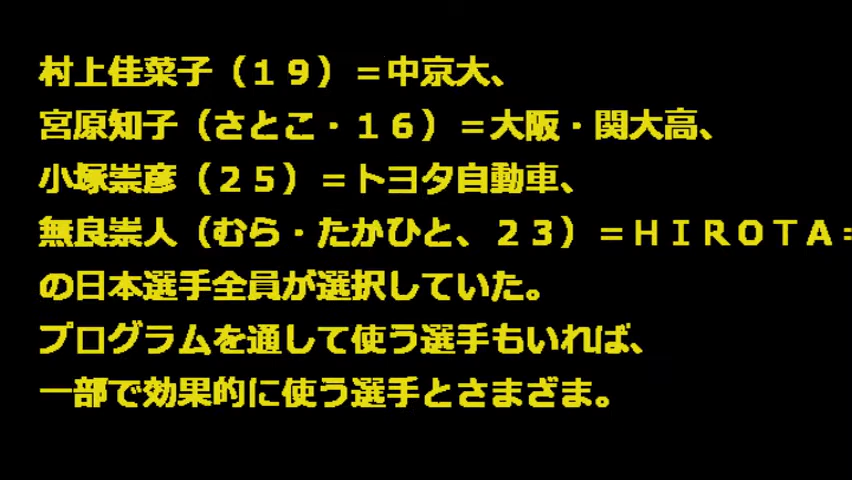 村上佳菜子（１９）＝中京大、
宮原知子（さとこ・１６）＝大阪・関大高、
小塚崇彦（２５）＝トヨタ自動車、
無良崇人（むら・たかひと、２３）＝ＨＩＲＯＴＡ＝
の日本選手全員が選択していた。
プログラムを通して使う選手もいれば、
一部で効果的に使う選手とさまざま。